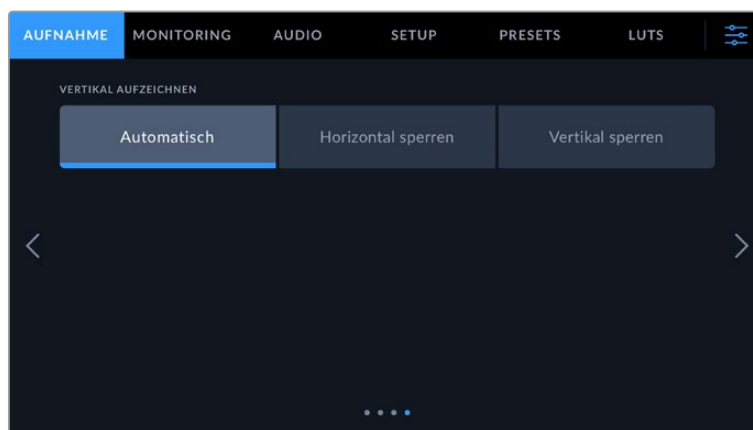 AUFNAHME MONITORING AUDIO SETUP PRESETS LUTS
VERTIKAL AUFZEICHNEN
Automatisch Horizontal sperren Vertikal sperren